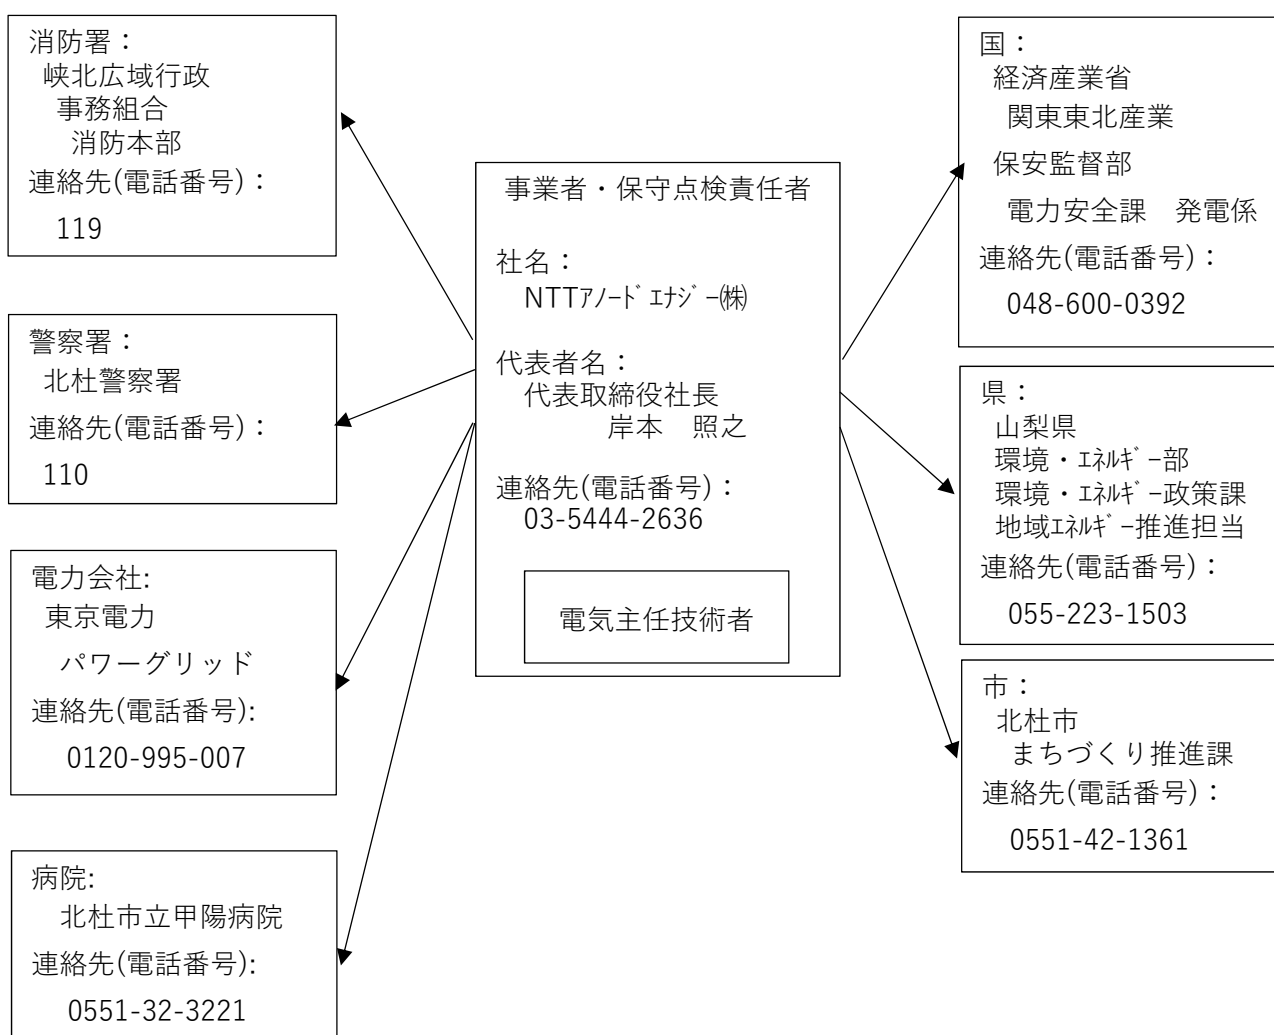 消防署：
峡北広域行政
事務組合
消防本部
連絡先(電話番号)：
119
警察署：
北杜警察署
連絡先(電話番号)：
110
電力会社:
東京電力
パワーグリッド
連絡先(電話番号):
0120-995-007
病院:
北杜市立甲陽病院
連絡先(電話番号):
0551-32-3221
事業者・保守点検責任者
社名：
NTTｱﾉｰﾄﾞｴﾅｼﾞｰ㈱
代表者名：
代表取締役社長
岸本　照之
連絡先(電話番号)：
03-5444-2636
電気主任技術者
国：
経済産業省
関東東北産業
保安監督部
電力安全課　発電係
連絡先(電話番号)：
048-600-0392
県：
山梨県
環境・ｴﾈﾙｷﾞｰ部
環境・ｴﾈﾙｷﾞｰ政策課
地域ｴﾈﾙｷﾞｰ推進担当
連絡先(電話番号)：
055-223-1503
市：
北杜市
まちづくり推進課
連絡先(電話番号)：
0551-42-1361